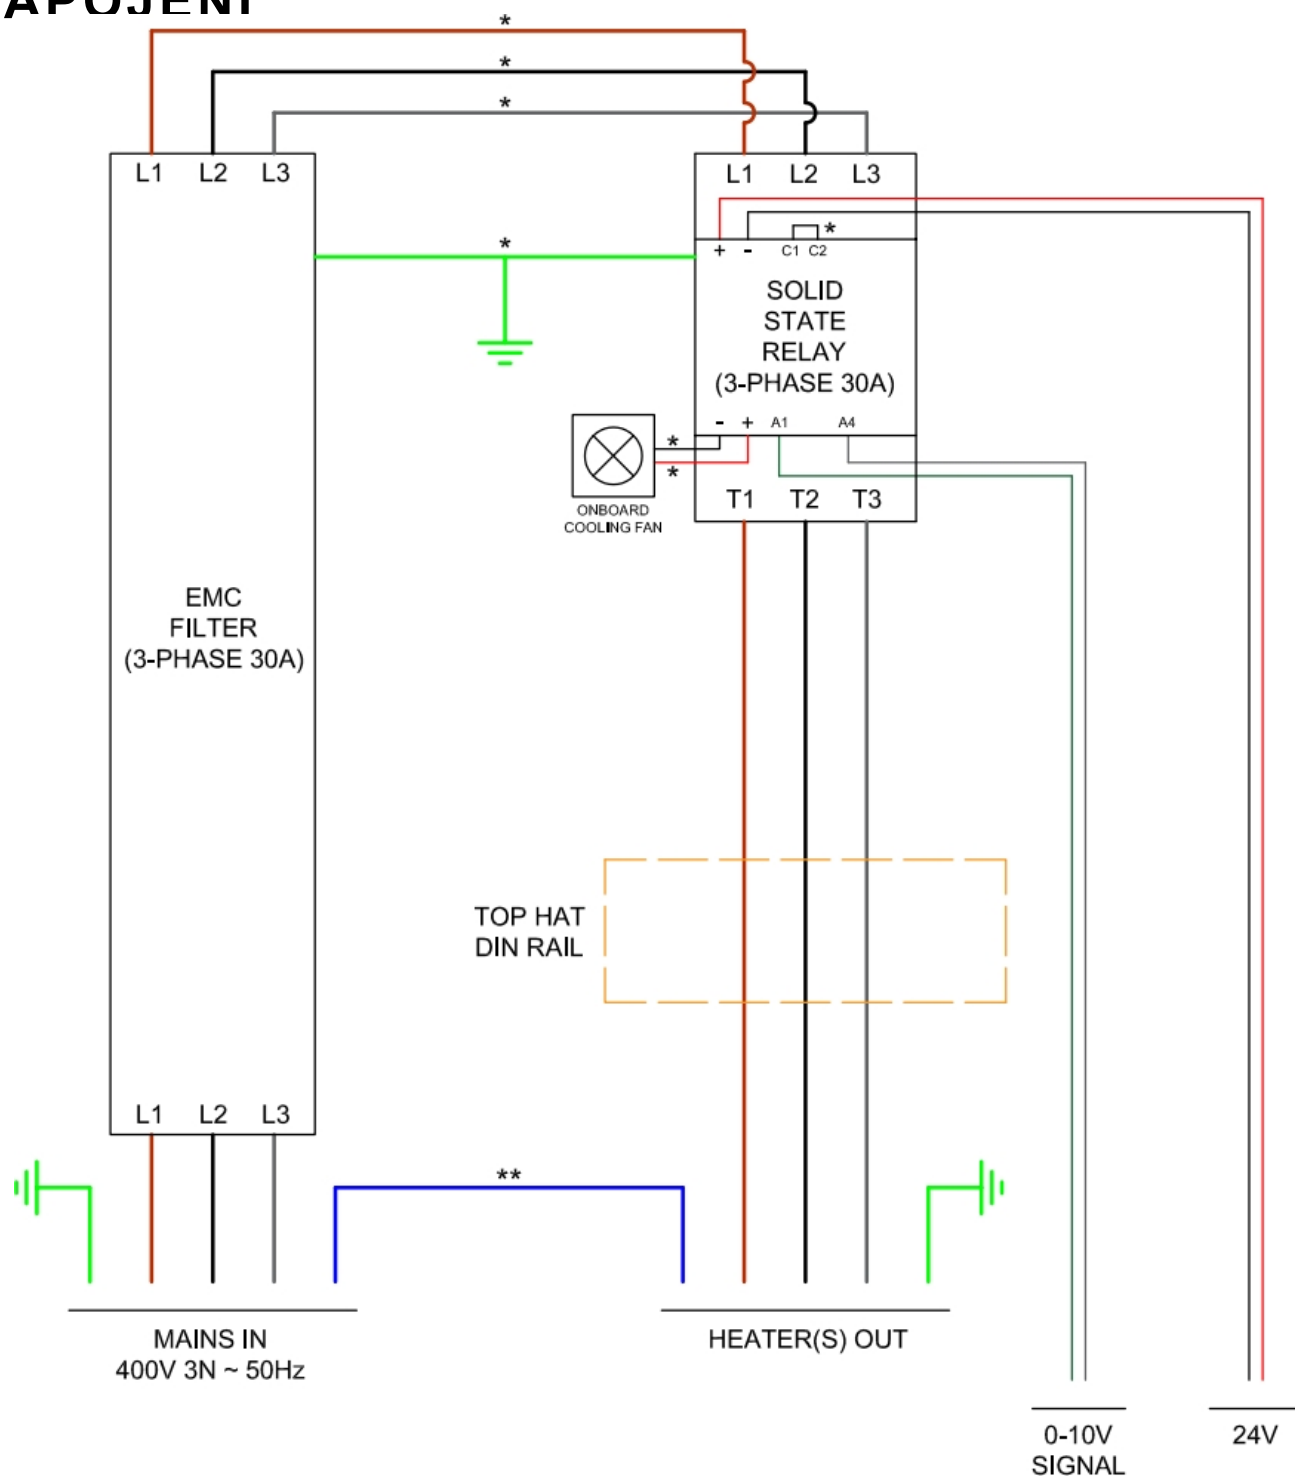 APOJENÍ
*
*
*
L1 L2 L3
L1 L2 L3
*
*
+ - C1 C2
SOLID
STATE
RELAY
(3-PHASE 30A)
- + A1 A4
*
*
T1 T2 T3
ONBOARD
COOLING FAN
EMC
FILTER
(3-PHASE 30A)
TOP HAT
DIN RAIL
L1 L2 L3
**
MAINS IN
400V 3N ~ 50Hz
HEATER(S) OUT
0-10V
SIGNAL
24V